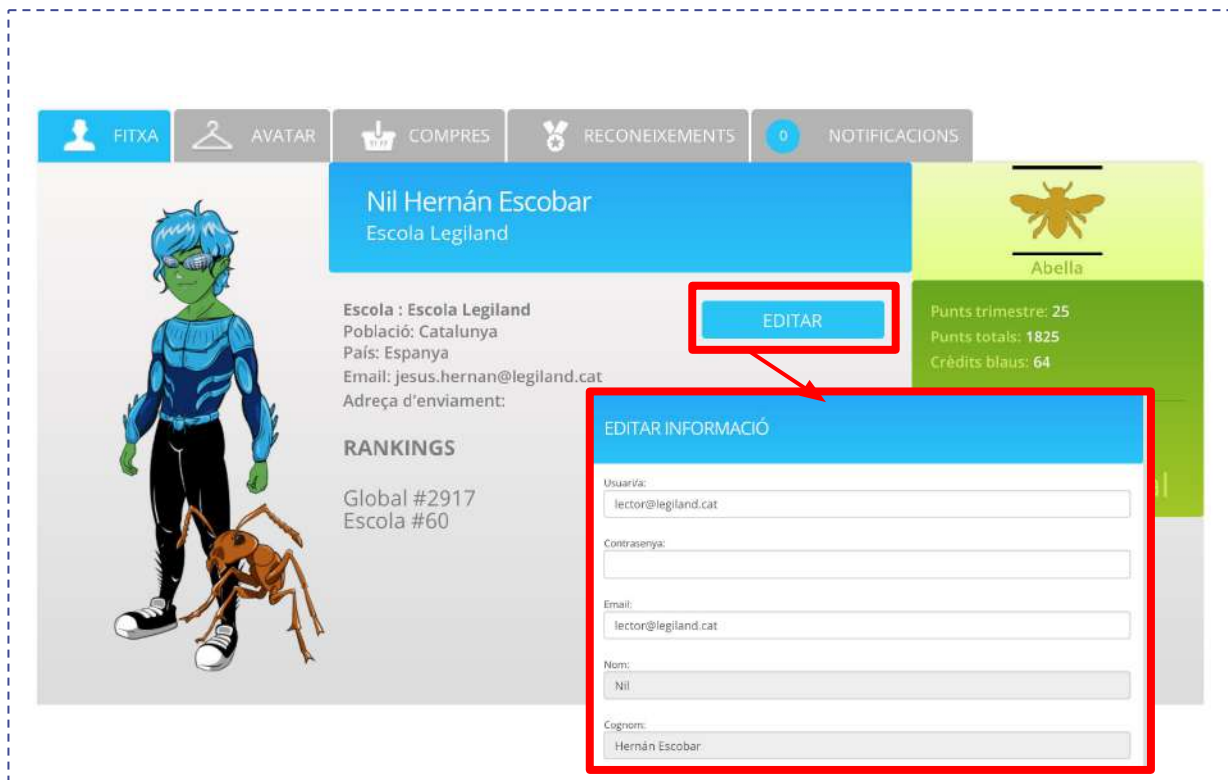 FITXA
AVATAR
COMPRES
RECONEIXEMENTS
0
NOTIFICACIONS
Nil Hernán Escobar
Escola Legiland
Abella
Escola : Escola Legiland
Població: Catalunya
País: Espanya
Email: jesus.hernan@legiland.cat
Adreça d'enviament:
EDITAR
Punts trimestre: 25
Punts totals: 1825
Crèdits blaus: 64
RANKINGS
Global #2917
Escola #60
EDITAR INFORMACIÓ
Usuari/a:
lector@legiland.cat
Contrasenya:
Email:
lector@legiland.cat
Nom:
Nil
Cognom:
Hernán Escobar